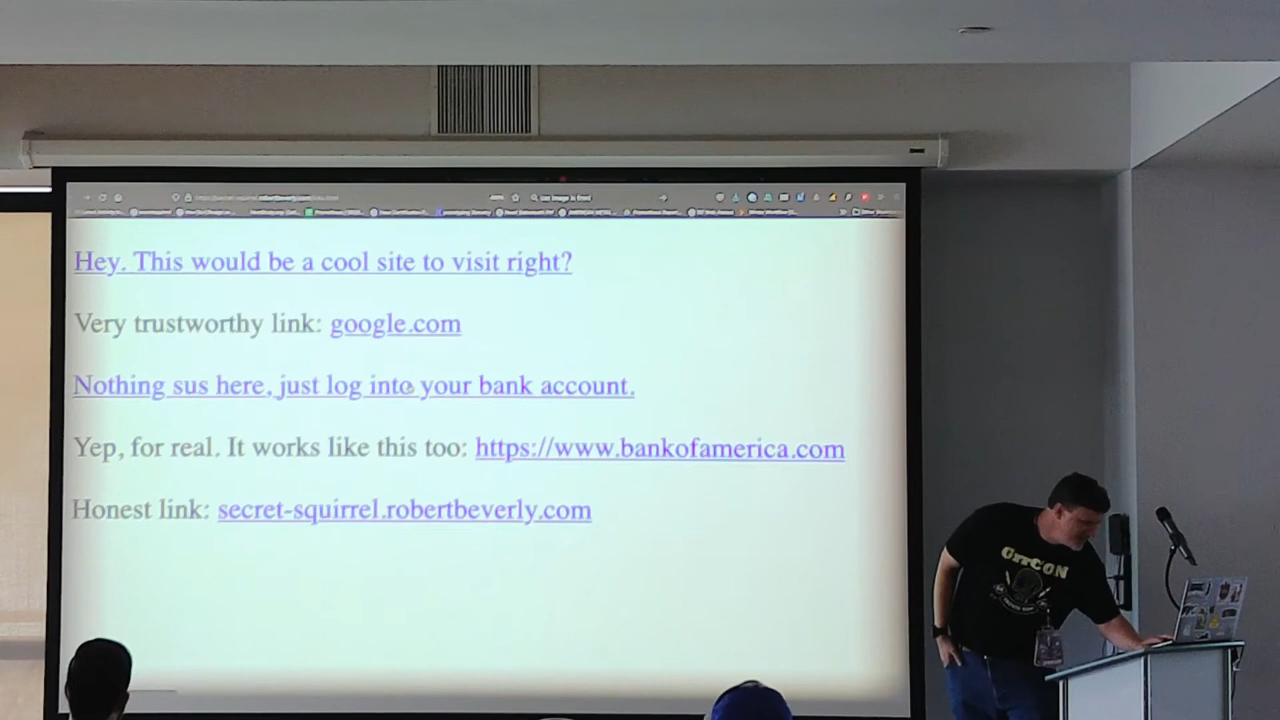 Hey. This would be a cool site to visit right?
Very trustworthy link: google.com
Nothing sus here, just log into your bank account.
Yep, for real. It works like this too: https://www.bankofamerica.com
Honest link: secret-squirrel.robertbeverly.com